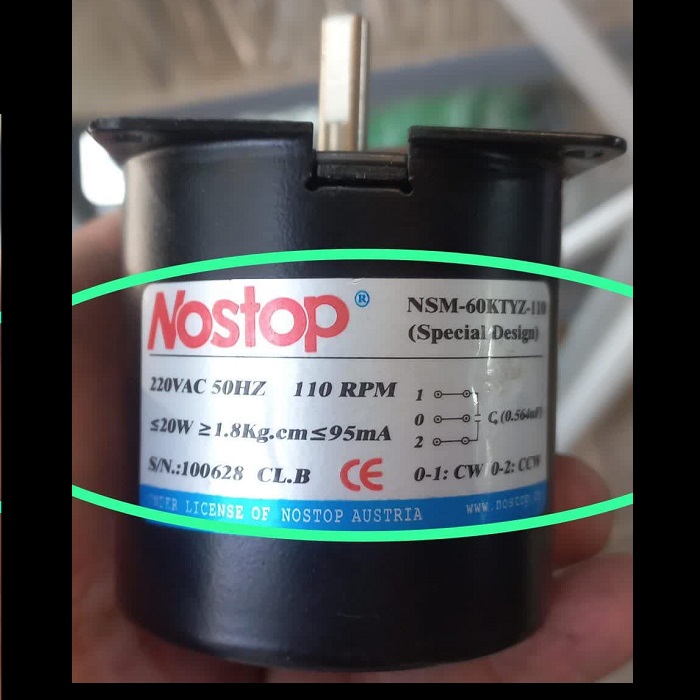 Nostop®
NSM-60KTYZ-110
(Special Design)
220VAC 50HZ 110 RPM
≤20W ≥1.8Kg.cm≤95mA
S/N.:100628 CL.B CE
1
0
2
0-1: CW 0-2: CCW
UNDER LICENSE OF NOSTOP AUSTRIA